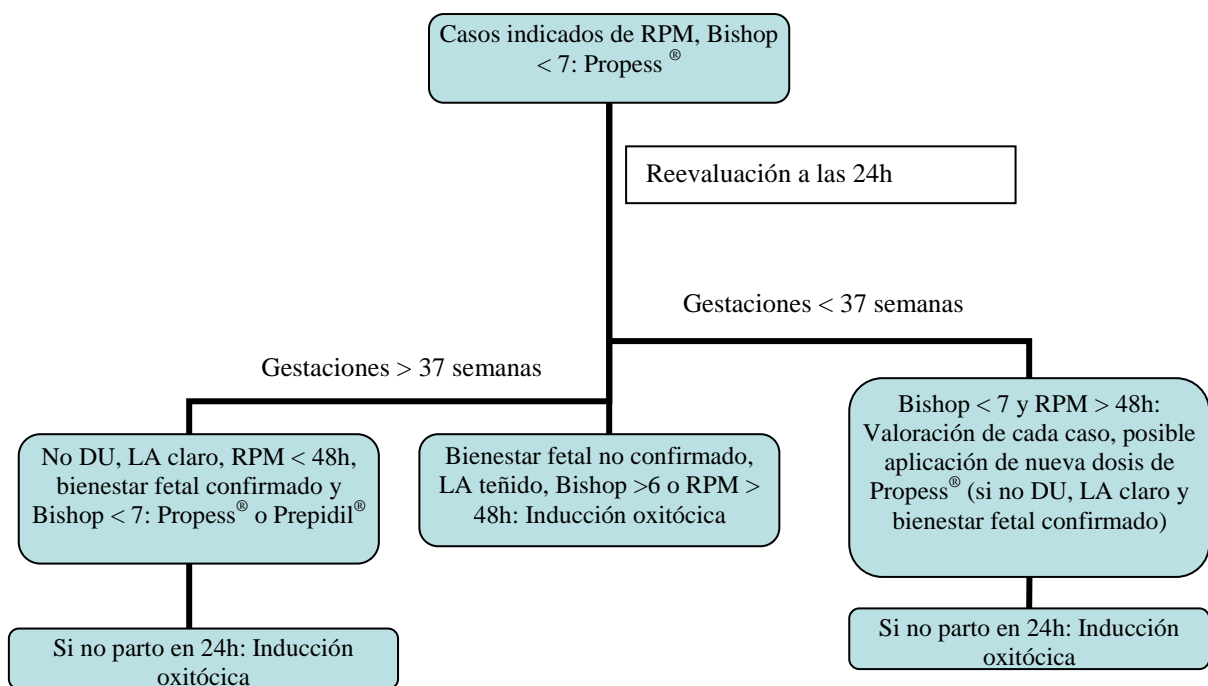 Casos indicados de RPM, Bishop
< 7: Propess ®
Reevaluación a las 24h
Gestaciones < 37 semanas
Gestaciones > 37 semanas
No DU, LA claro, RPM < 48h,
bienestar fetal confirmado y
Bishop < 7: Propess® o Prepidil®
Bienestar fetal no confirmado,
LA teñido, Bishop >6 o RPM >
48h: Inducción oxitócica
Bishop < 7 y RPM > 48h:
Valoración de cada caso, posible
aplicación de nueva dosis de
Propess® (si no DU, LA claro y
bienestar fetal confirmado)
Si no parto en 24h: Inducción
oxitócica
Si no parto en 24h: Inducción
oxitócica